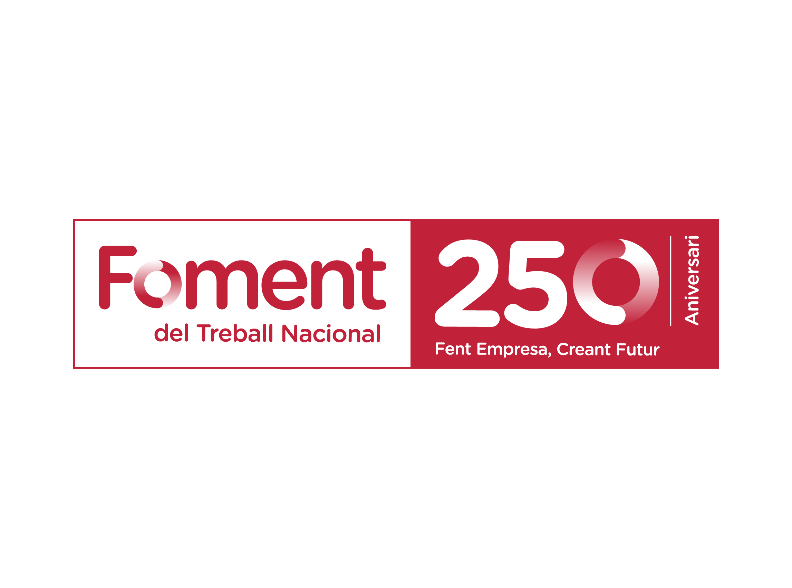 Foment
del Treball Nacional
250
Fent Empresa, Creant Futur
Aniversari